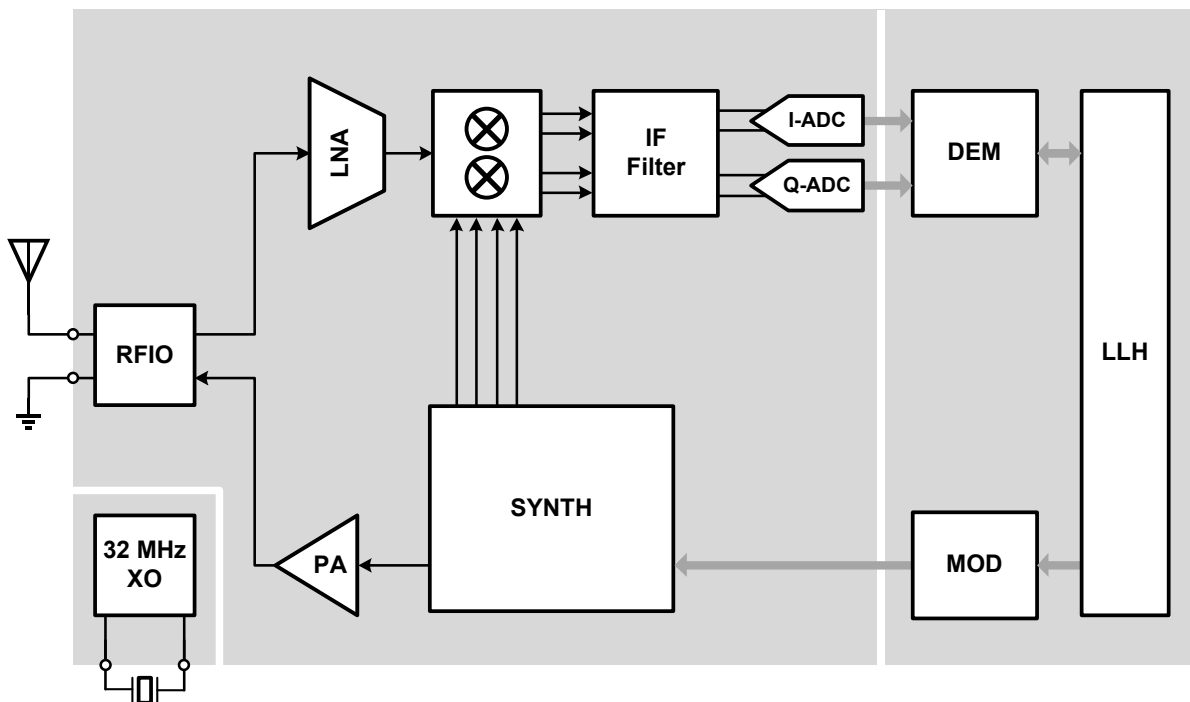 LNA
IF
Filter
I-ADC
Q-ADC
DEM
LLH
RFIO
SYNTH
32 MHz
XO
PA
MOD